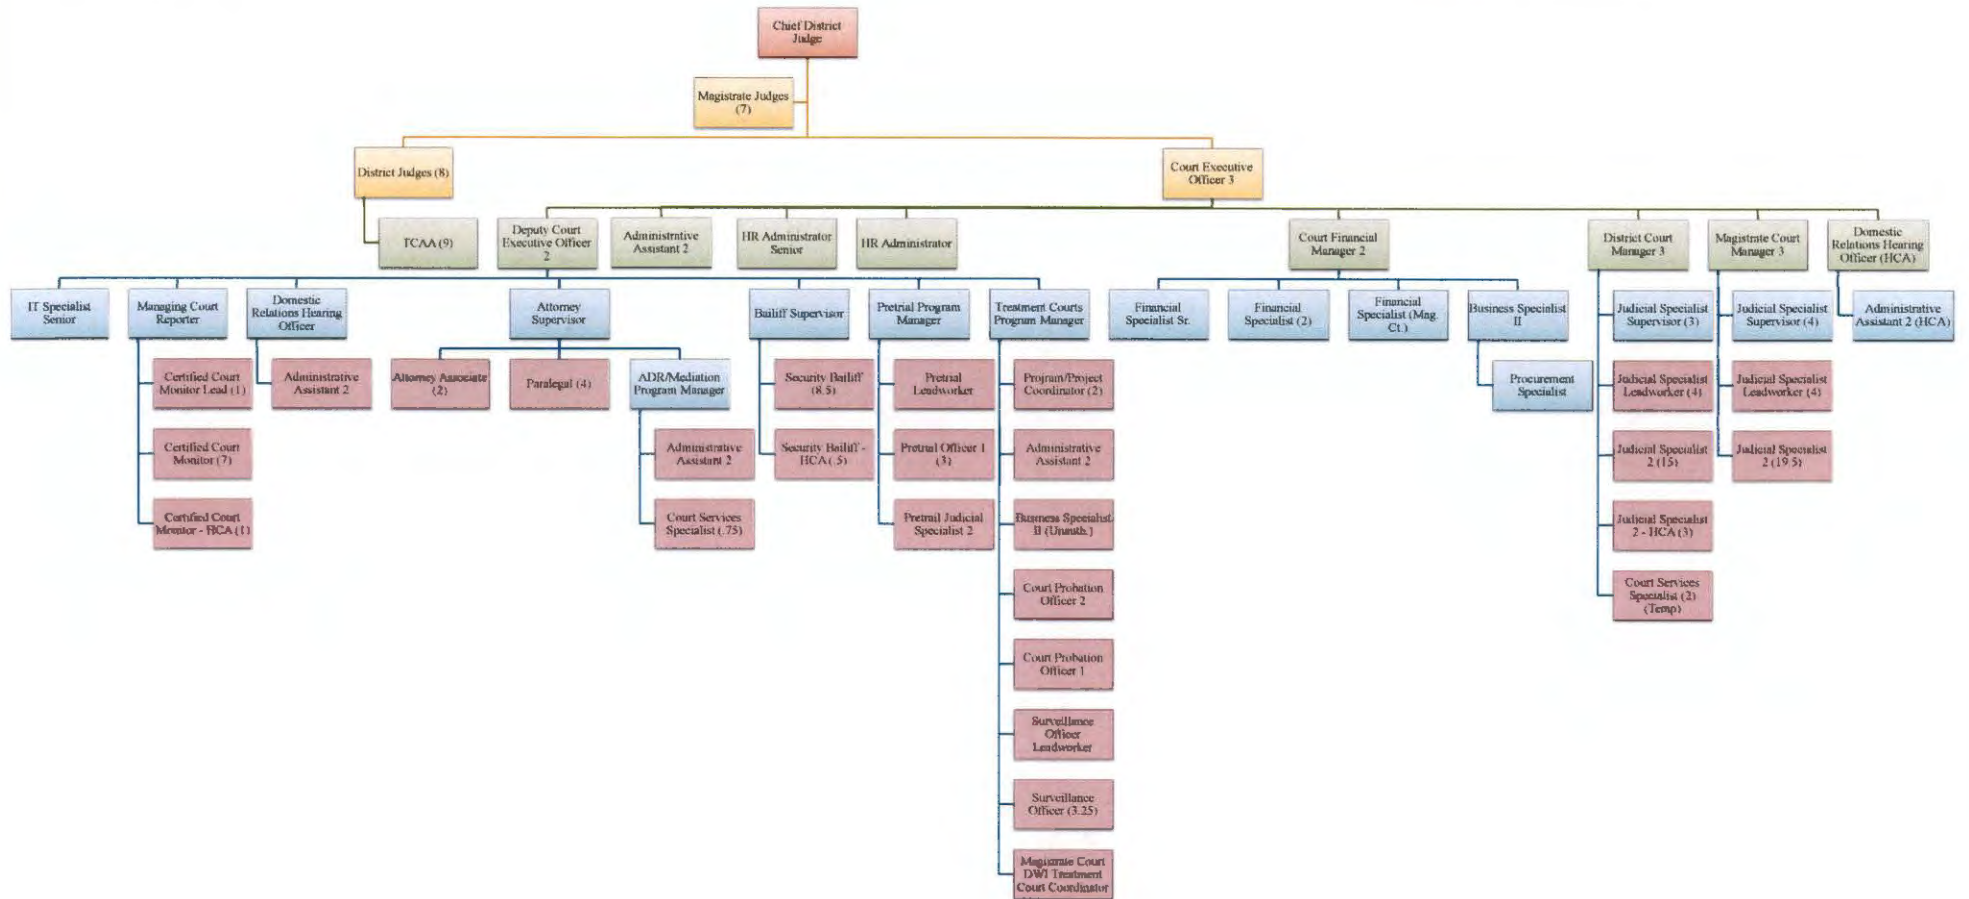 Chief District
Judge
Magistrate Judges
(7)
District Judges (8)
Court Executive
Officer 3
TCAA (9)
Deputy Court
Executive Officer
2
Administrative
Assistant 2
HR Administrator
Senior
HR Administrator
Court Financial
Manager 2
District Court
Manager 3
Magistrate Court
Manager 3
Domestic
Relations Hearing
Officer (HCA)
IT Specialist
Senior
Managing Court
Reporter
Domestic
Relations Hearing
Officer
Attorney
Supervisor
Bailiff Supervisor
Pretrial Program
Manager
Treatment Courts
Program Manager
Financial
Specialist Sr.
Financial
Specialist (2)
Financial
Specialist (Mag.
Ct.)
Business Specialist
II
Judicial Specialist
Supervisor (3)
Judicial Specialist
Supervisor (4)
Administrative
Assistant 2 (HCA)
Certified Court
Monitor Lead (1)
Administrative
Assistant 2
Attorney Associate
(2)
Paralegal (4)
ADR/Mediation
Program Manager
Security Bailiff
(8.5)
Pretrial
Leadworker
Program/Project
Coordinator (2)
Procurement
Specialist
Judicial Specialist
Leadworker (4)
Judicial Specialist
Leadworker (4)
Certified Court
Monitor (7)
Administrative
Assistant 2
Security Bailiff -
HCA (.5)
Pretrial Officer 1
(3)
Administrative
Assistant 2
Judicial Specialist
2 (15)
Judicial Specialist
2 (19.5)
Certified Court
Monitor - HCA (1)
Court Services
Specialist (.75)
Pretrail Judicial
Specialist 2
Business Specialist
II (Unauth.)
Judicial Specialist
2 - HCA (3)
Court Probation
Officer 2
Court Services
Specialist (2)
(Temp)
Court Probation
Officer 1
Surveillance
Officer
Leadworker
Surveillance
Officer (3.25)
Magistrate Court
DWI Treatment
Court Coordinator